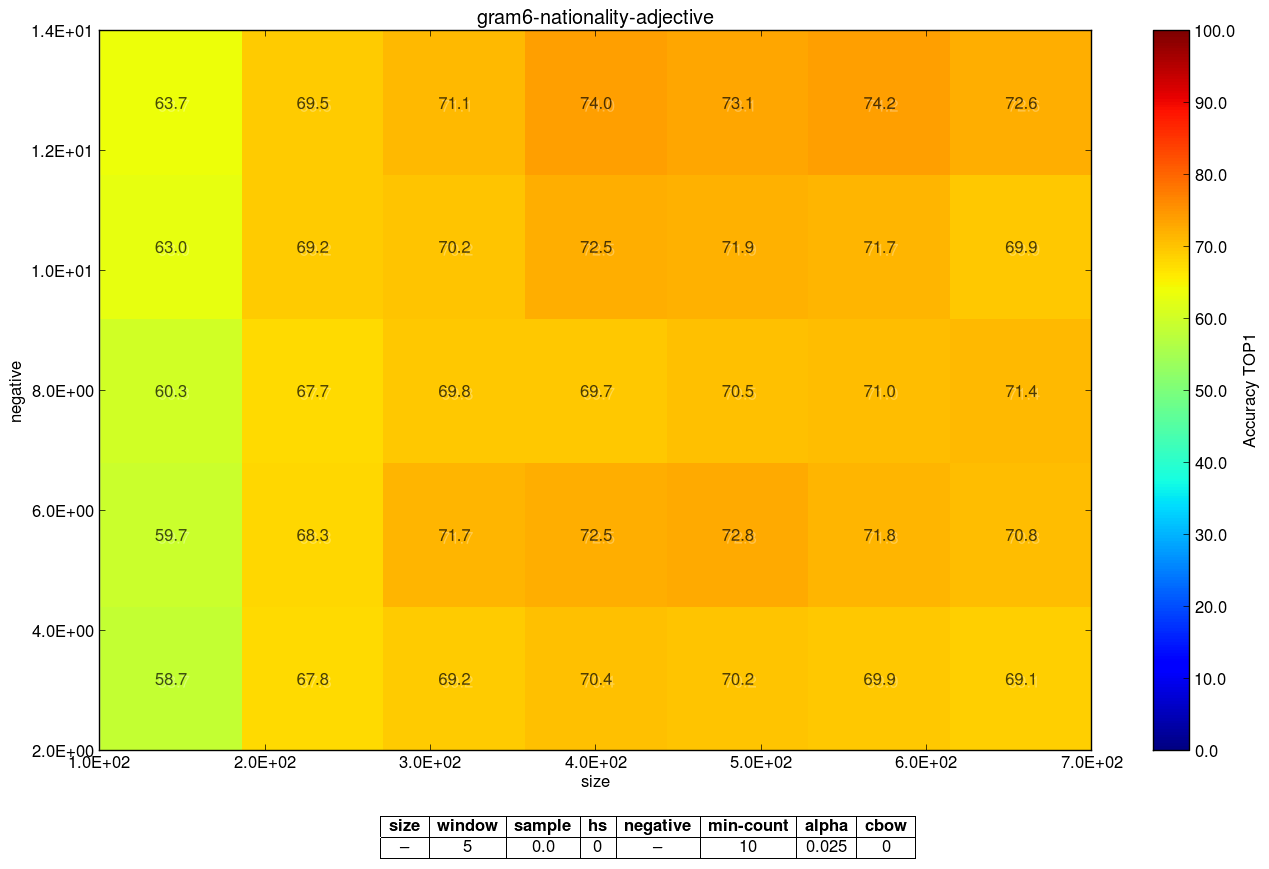 gram6-nationality-adjective
1.4E+01
100.0
63.7 69.5 71.1 74.0 73.1 74.2 72.6
90.0
1.2E+01
80.0
63.0 69.2 70.2 72.5 71.9 71.7 69.9
1.0E+01
70.0
60.0
negative
8.0E+00
60.3 67.7 69.8 69.7 70.5 71.0 71.4
Accuracy TOP1
50.0
40.0
6.0E+00
59.7 68.3 71.7 72.5 72.8 71.8 70.8
30.0
20.0
4.0E+00
58.7 67.8 69.2 70.4 70.2 69.9 69.1
10.0
2.0E+00
0.0
1.0E+02 2.0E+02 3.0E+02 4.0E+02 5.0E+02 6.0E+02 7.0E+02
size
size window sample hs negative min-count alpha cbow
– 5 0.0 0 – 10 0.025 0